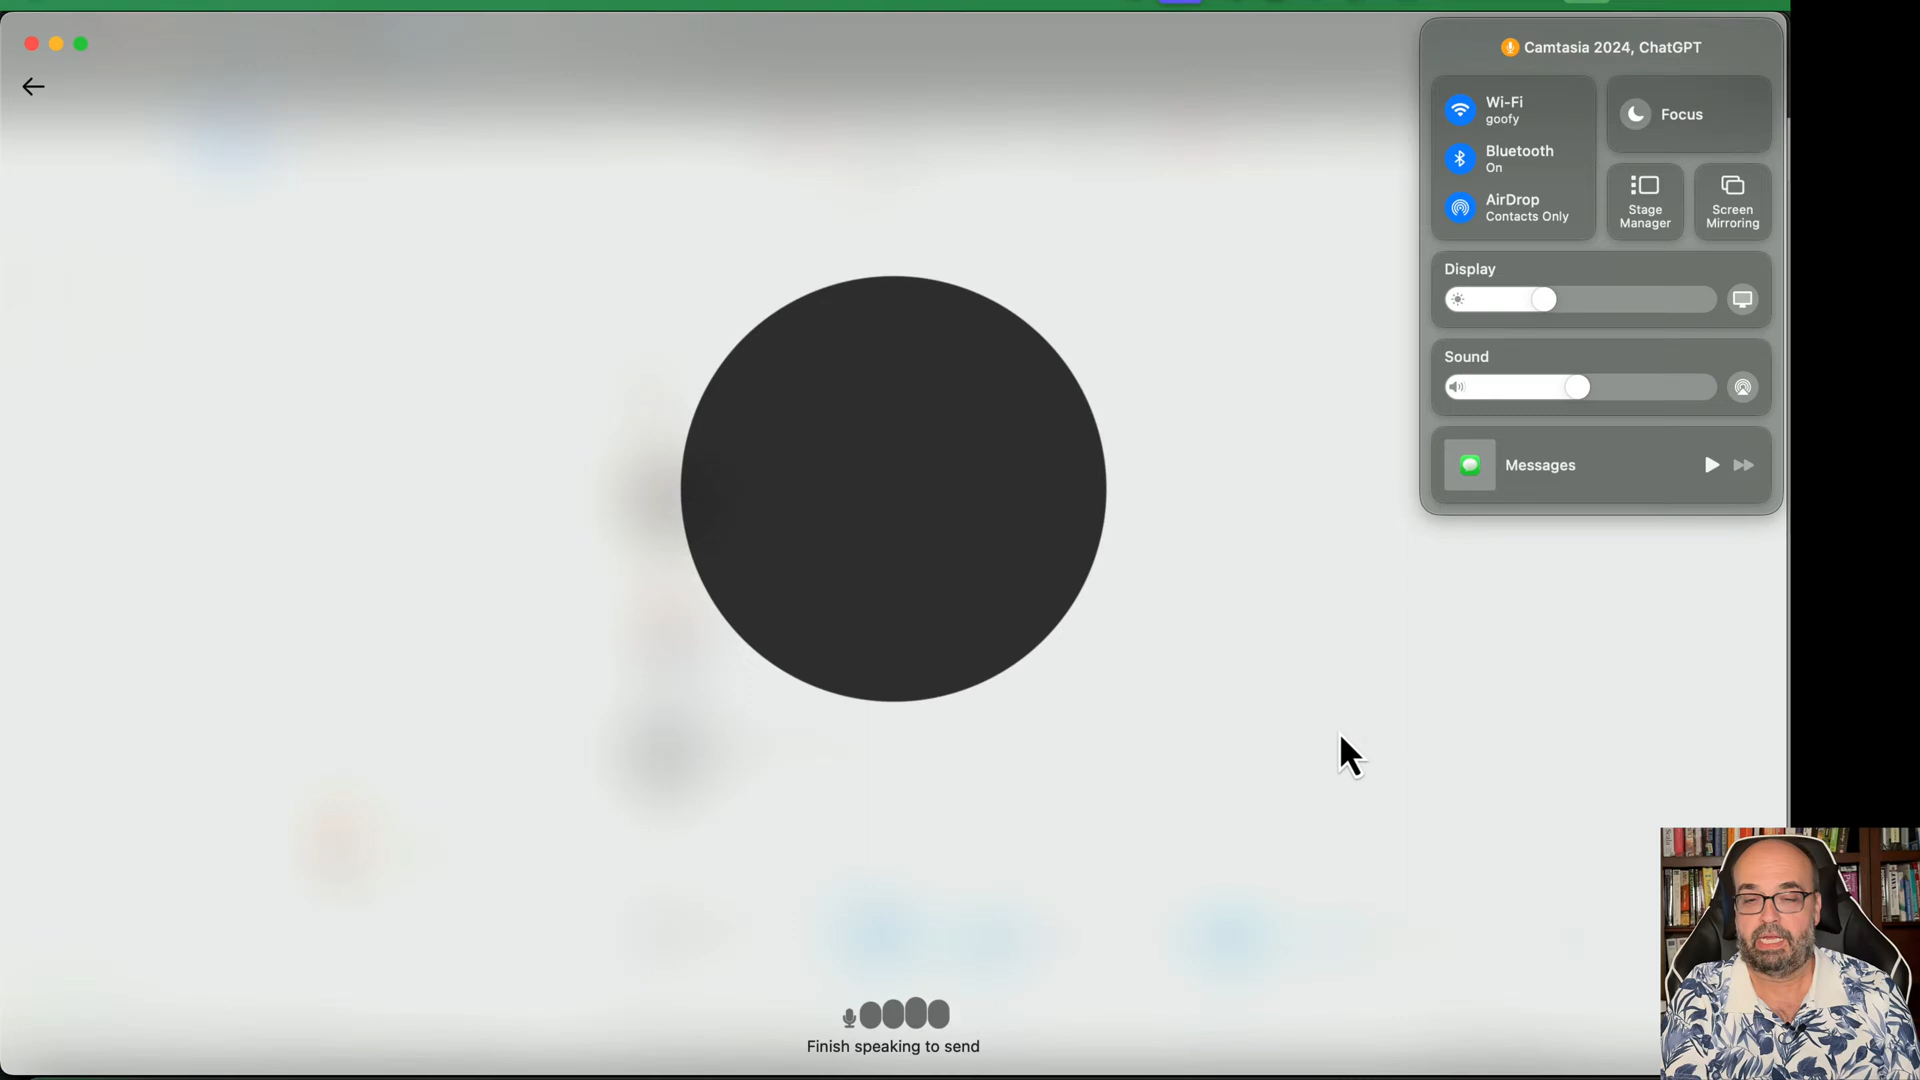 Camtasia 2024, ChatGPT
Wi-Fi
goofy
Focus
Bluetooth
On
AirDrop
Contacts Only
Stage
Manager
Screen
Mirroring
Display
Sound
Messages
Finish speaking to send